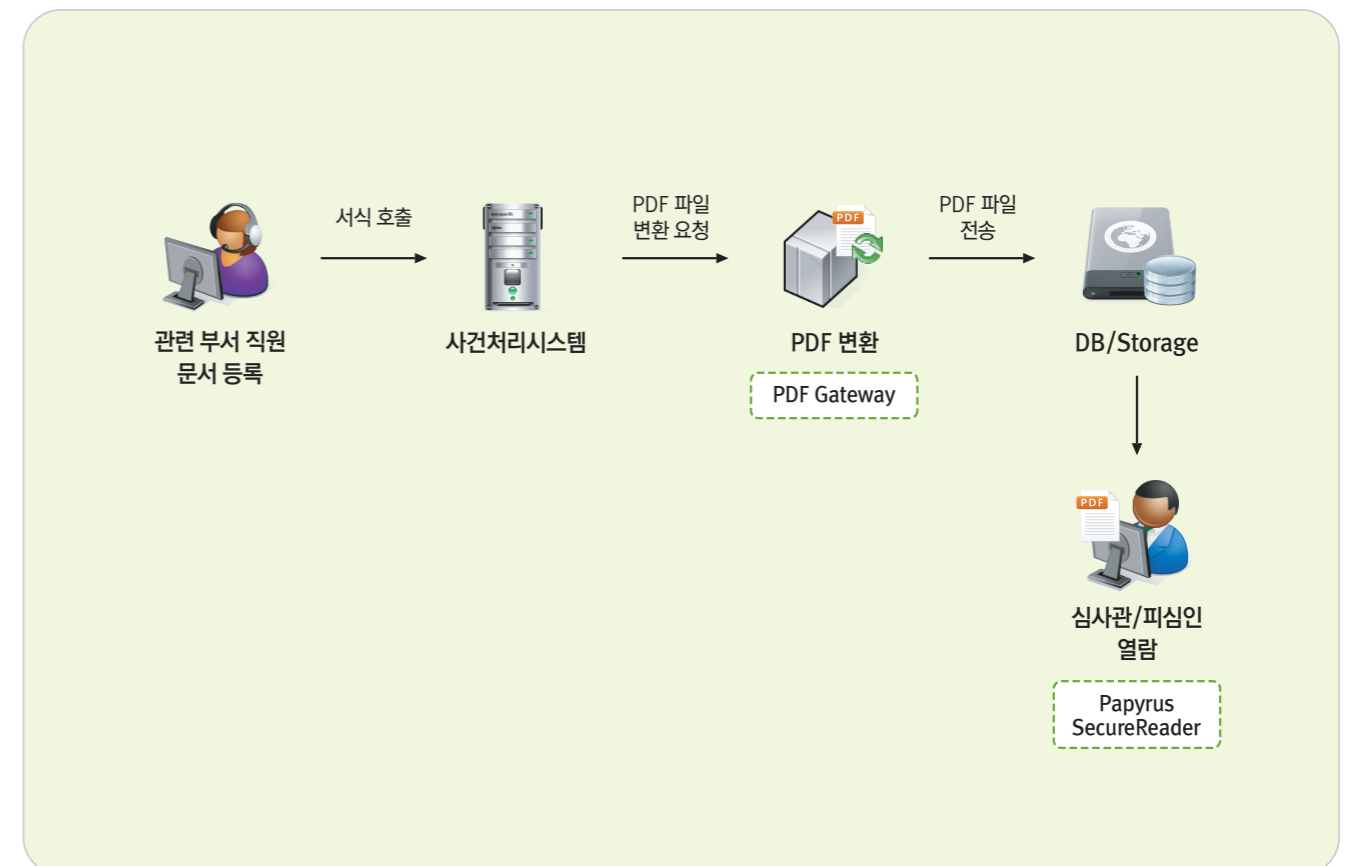 서식 호출
PDF 파일
변환 요청
PDF 파일
전송
PDF
관련 부서 직원
문서 등록
사건처리시스템
PDF 변환
PDF Gateway
DB/Storage
PDF
심사관/피심인
열람
Papyrus
SecureReader